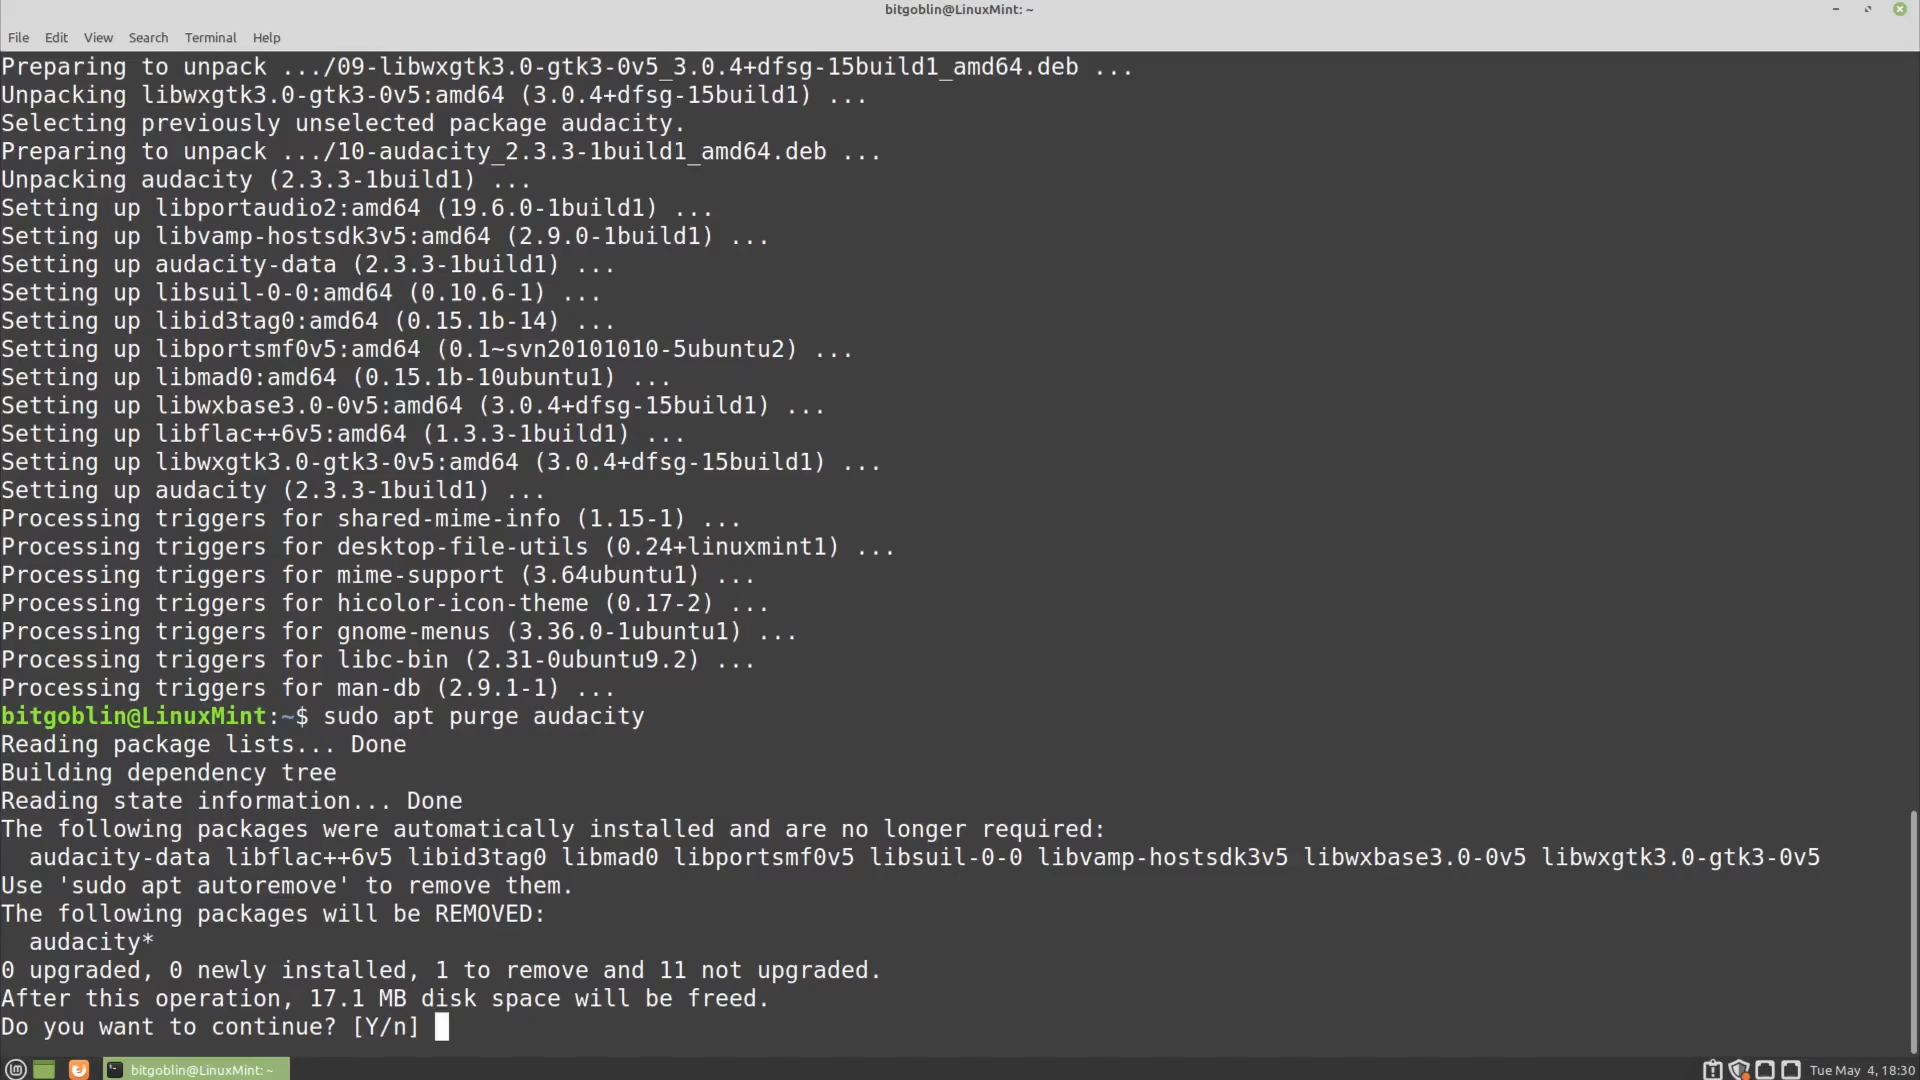 bitgoblin@LinuxMint: ~
File Edit View Search Terminal Help
Preparing to unpack .../09-libwxgtk3.0-gtk3-0v5_3.0.4+dfsg-15build1_amd64.deb ...
Unpacking libwxgtk3.0-gtk3-0v5:amd64 (3.0.4+dfsg-15build1) ...
Selecting previously unselected package audacity.
Preparing to unpack .../10-audacity_2.3.3-1build1_amd64.deb ...
Unpacking audacity (2.3.3-1build1) ...
Setting up libportaudio2:amd64 (19.6.0-1build1) ...
Setting up libvamp-hostsdk3v5:amd64 (2.9.0-1build1) ...
Setting up audacity-data (2.3.3-1build1) ...
Setting up libsuil-0-0:amd64 (0.10.6-1) ...
Setting up libid3tag0:amd64 (0.15.1b-14) ...
Setting up libportsmf0v5:amd64 (0.1~svn20101010-5ubuntu2) ...
Setting up libmad0:amd64 (0.15.1b-10ubuntu1) ...
Setting up libwxbase3.0-0v5:amd64 (3.0.4+dfsg-15build1) ...
Setting up libflac++6v5:amd64 (1.3.3-1build1) ...
Setting up libwxgtk3.0-gtk3-0v5:amd64 (3.0.4+dfsg-15build1) ...
Setting up audacity (2.3.3-1build1) ...
Processing triggers for shared-mime-info (1.15-1) ...
Processing triggers for desktop-file-utils (0.24+linuxmint1) ...
Processing triggers for mime-support (3.64ubuntu1) ...
Processing triggers for hicolor-icon-theme (0.17-2) ...
Processing triggers for gnome-menus (3.36.0-1ubuntu1) ...
Processing triggers for libc-bin (2.31-0ubuntu9.2) ...
Processing triggers for man-db (2.9.1-1) ...
bitgoblin@LinuxMint:~$ sudo apt purge audacity
Reading package lists... Done
Building dependency tree
Reading state information... Done
The following packages were automatically installed and are no longer required:
  audacity-data libflac++6v5 libid3tag0 libmad0 libportsmf0v5 libsuil-0-0 libvamp-hostsdk3v5 libwxbase3.0-0v5 libwxgtk3.0-gtk3-0v5
Use 'sudo apt autoremove' to remove them.
The following packages will be REMOVED:
  audacity*
0 upgraded, 0 newly installed, 1 to remove and 11 not upgraded.
After this operation, 17.1 MB disk space will be freed.
Do you want to continue? [Y/n]
bitgoblin@LinuxMint: ~ Tue May 4, 18:30